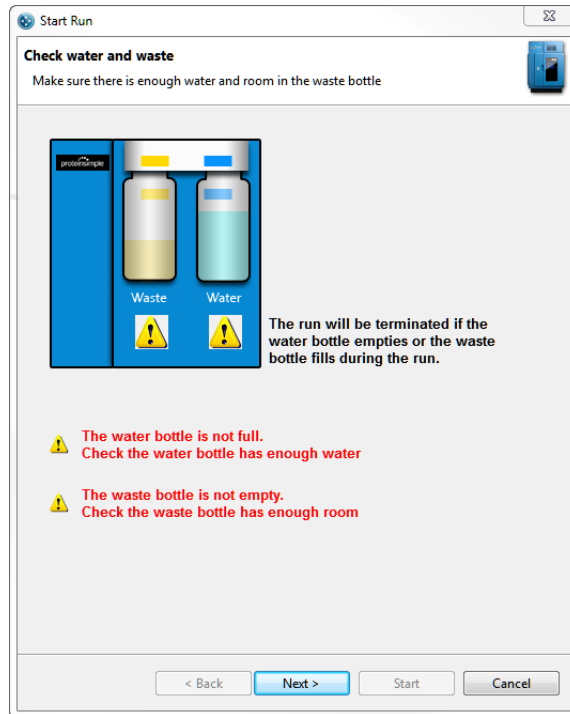 Start Run
Check water and waste
Make sure there is enough water and room in the waste bottle
proteinsimple
Waste
Water
The run will be terminated if the
water bottle empties or the waste
bottle fills during the run.
The water bottle is not full.
Check the water bottle has enough water
The waste bottle is not empty.
Check the waste bottle has enough room
< Back
Next >
Start
Cancel